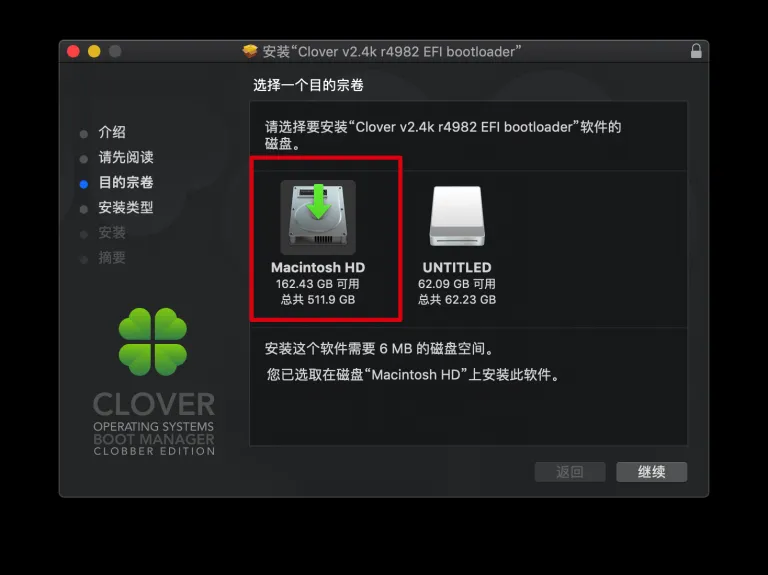 安装“Clover v2.4k r4982 EFI bootloader”
选择一个目的宗卷
介绍
请先阅读
目的宗卷
安装类型
安装
摘要
请选择要安装“Clover v2.4k r4982 EFI bootloader”软件的
磁盘。
Macintosh HD
162.43 GB 可用
总共 511.9 GB
UNTITLED
62.09 GB 可用
总共 62.23 GB
安装这个软件需要 6 MB 的磁盘空间。
您已选取在磁盘“Macintosh HD”上安装此软件。
CLOVER
OPERATING SYSTEMS
BOOT MANAGER
CLOBBER EDITION
返回
继续